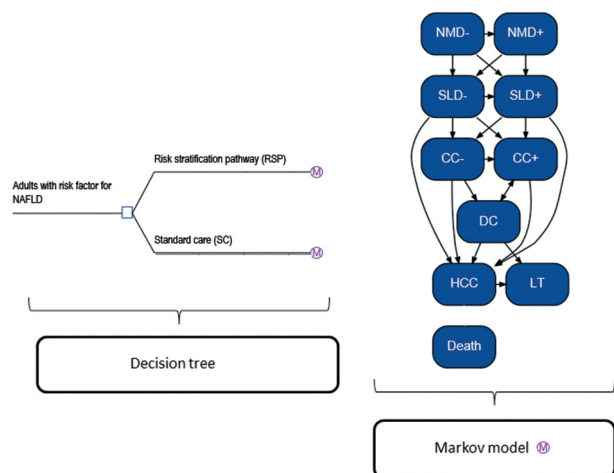 Adults with risk factor for
NAFLD
Risk stratification pathway (RSP)
M
Standard care (SC)
M
Decision tree
NMD- NMD+
SLD- SLD+
CC- CC+
DC
HCC LT
Death
Markov model M